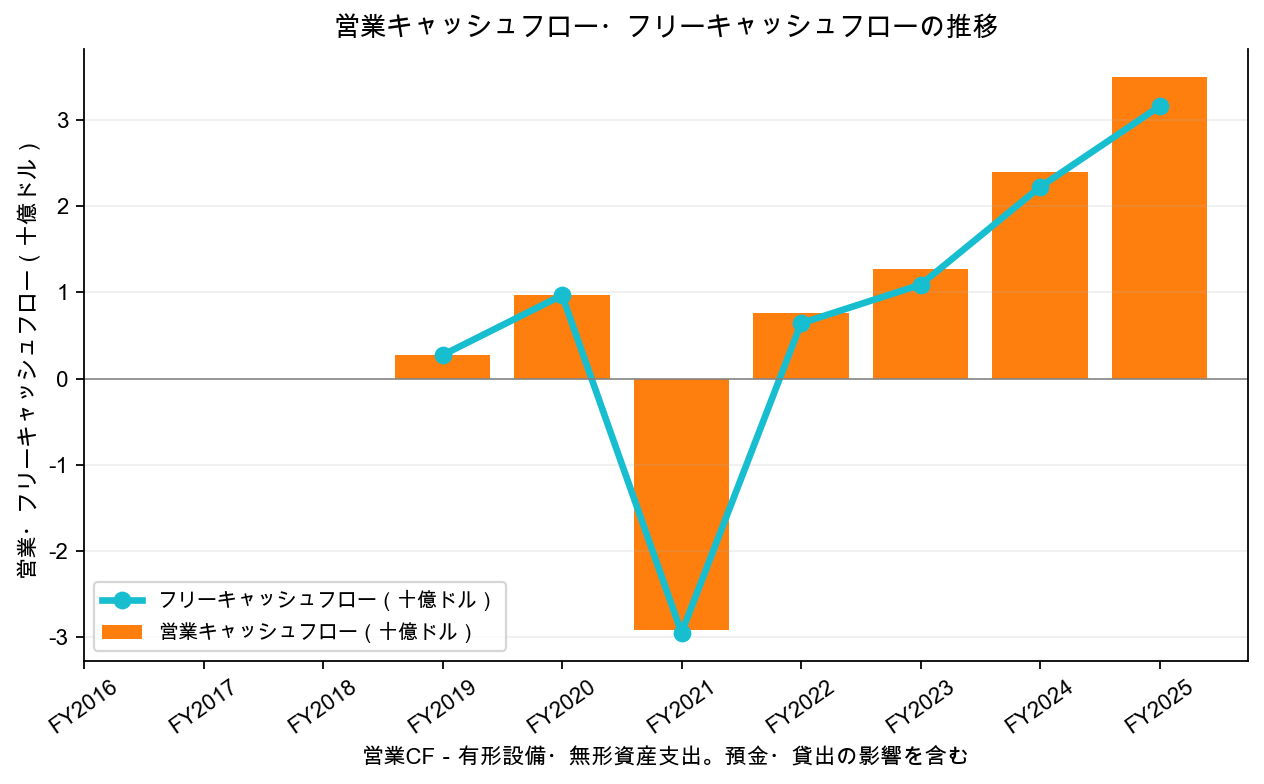 営業キャッシュフロー・フリーキャッシュフローの推移
営業・フリーキャッシュフロー（十億ドル）
3
2
1
0
-1
-2
-3
フリーキャッシュフロー（十億ドル）
営業キャッシュフロー（十億ドル）
FY2016
FY2017
FY2018
FY2019
FY2020
FY2021
FY2022
FY2023
FY2024
FY2025
営業CF - 有形設備・無形資産支出。預金・貸出の影響を含む